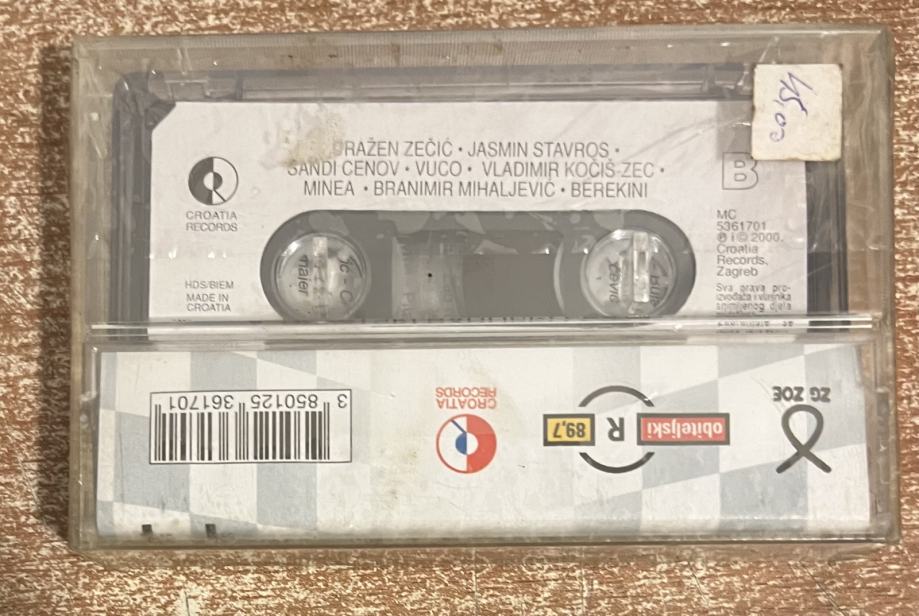 DRAŽEN ZEČIĆ • JASMIN STAVROS •
SANDI CENOV • VUCO • VLADIMIR KOČIŠ-ZEC •
MINEA • BRANIMIR MIHALJEVIĆ • BEREKINI
45,00
B
CROATIA
RECORDS
HDS/BIEM
MADE IN
CROATIA
MC
5361701
℗ i © 2000.
Croatia
Records,
Zagreb
Sva prava pro-
izvođača i vlasnika
snimljenog djela
3 850125 361701
CROATIA
RECORDS
obiteljski R 89,7
ZG ZOE